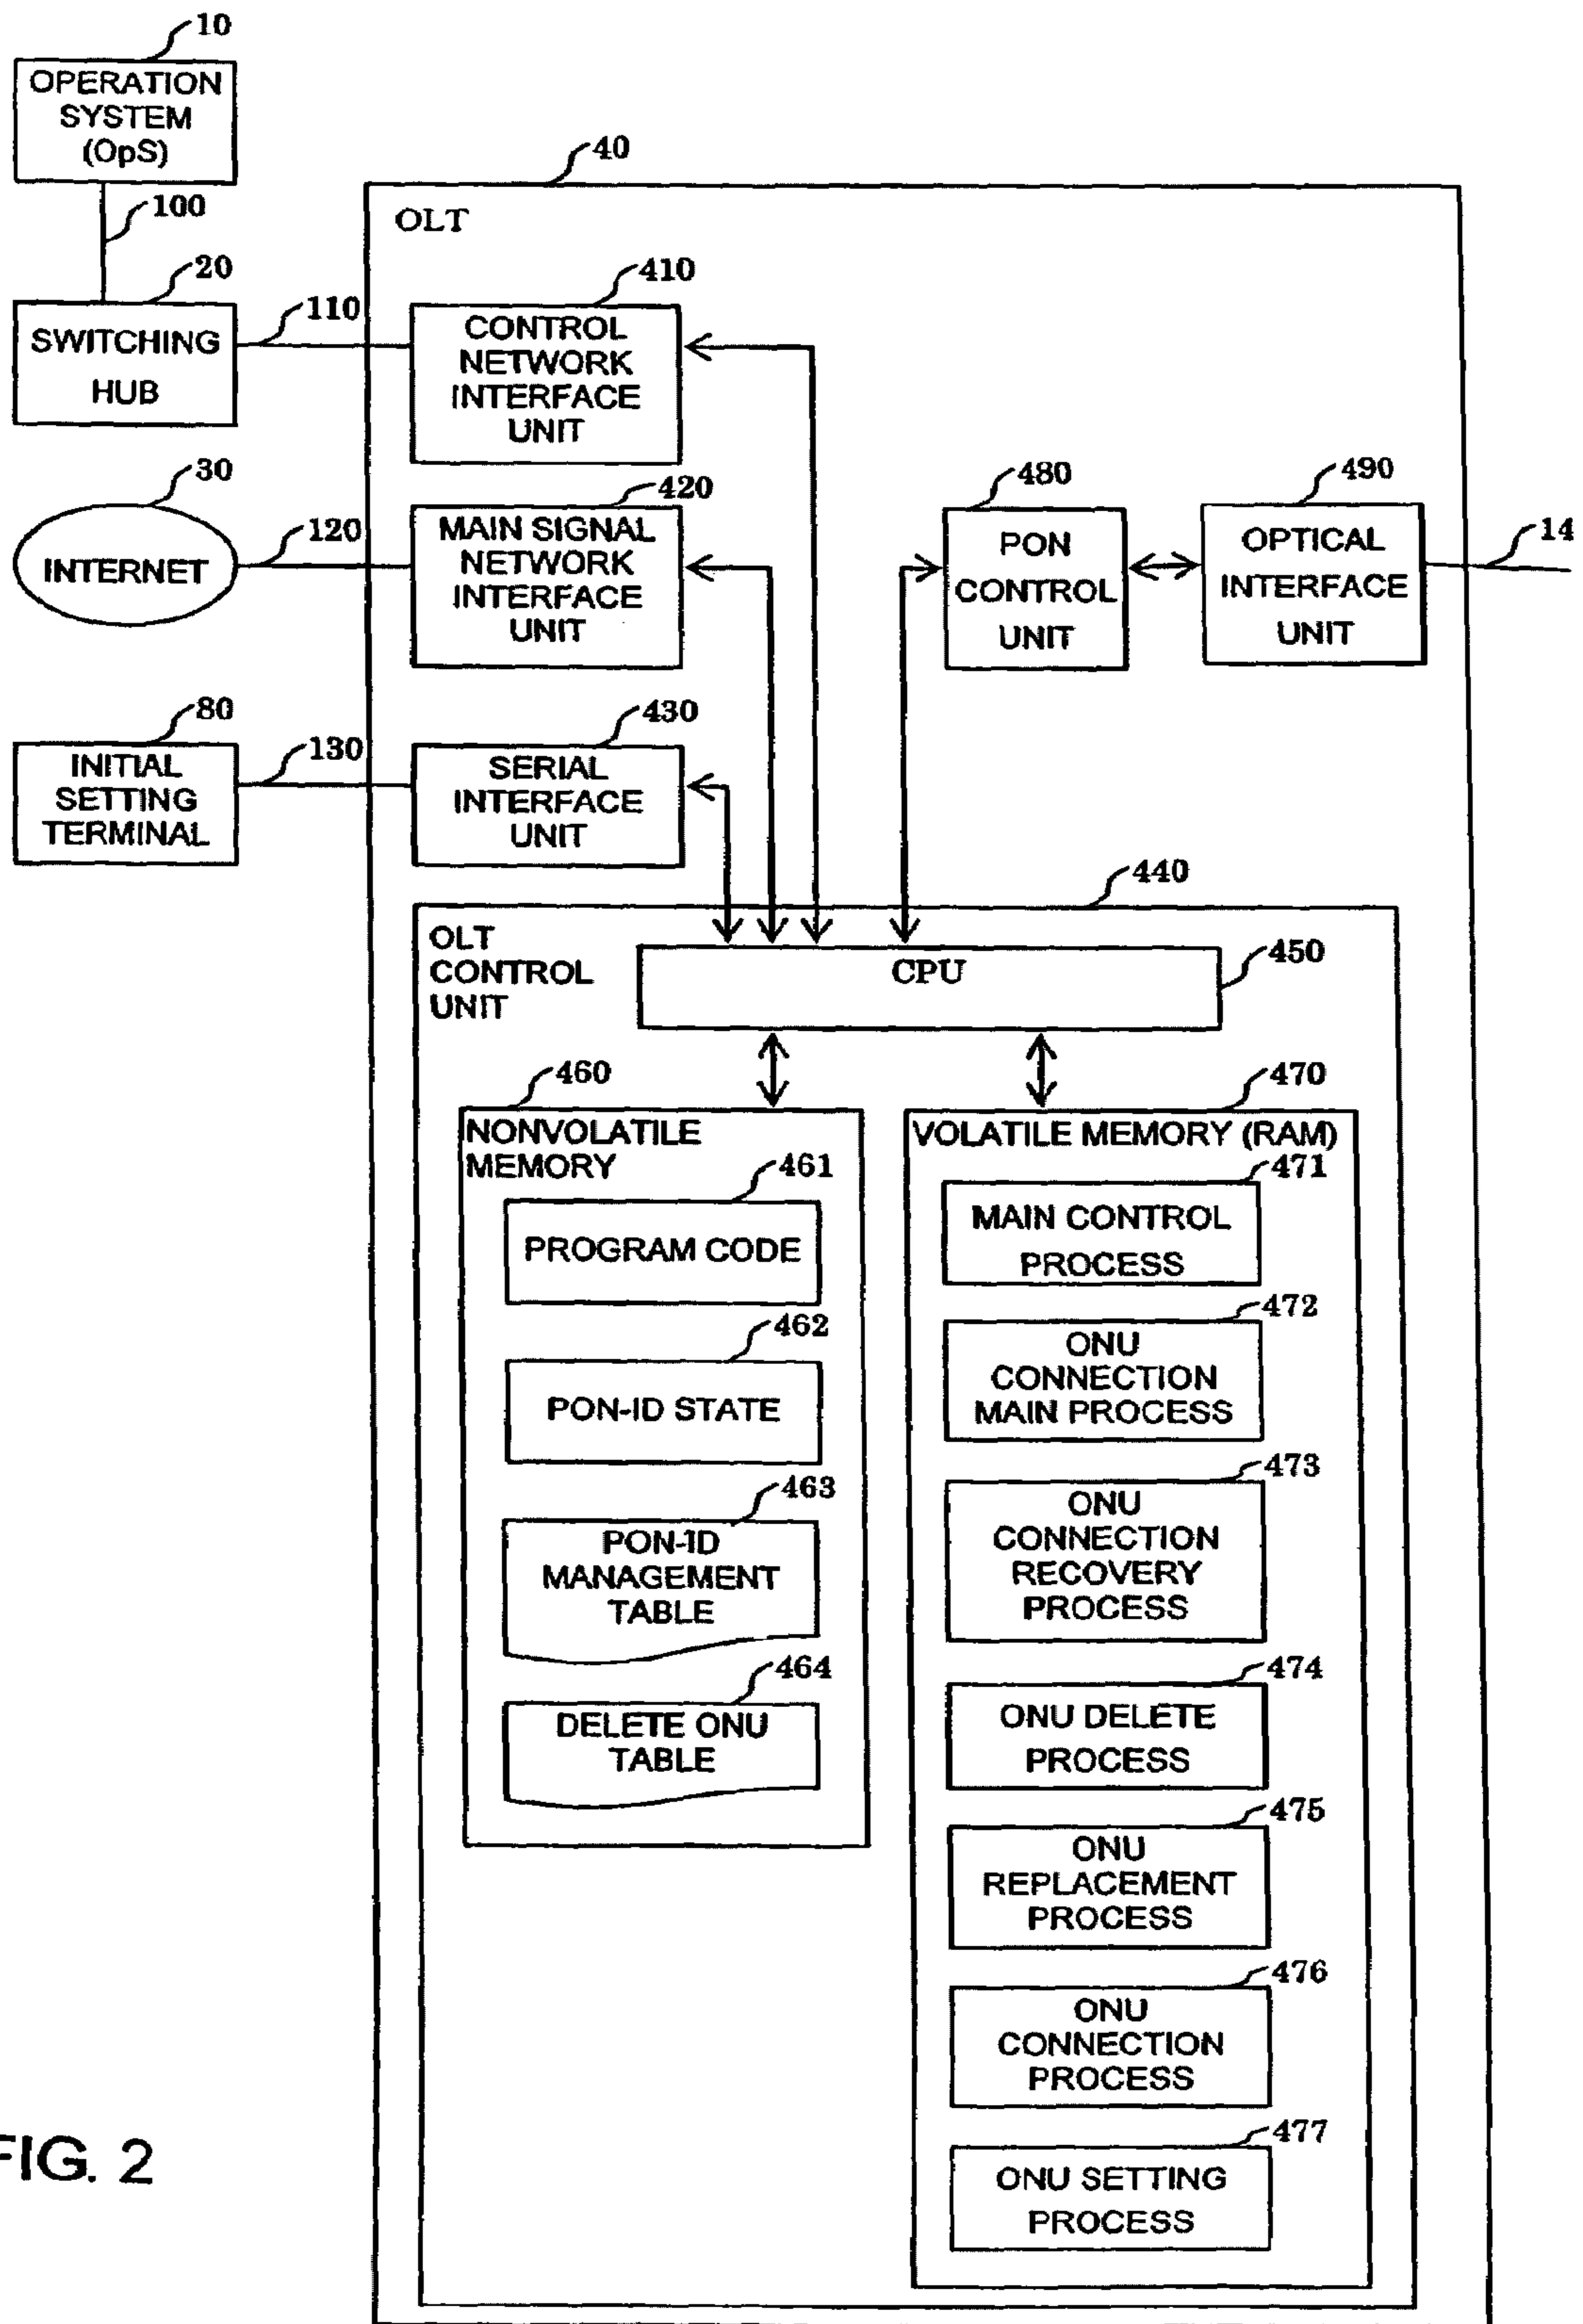 10
OPERATION
SYSTEM
(OpS)
100
20
SWITCHING
HUB
110
30
INTERNET
120
80
INITIAL
SETTING
TERMINAL
130
40
OLT
410
CONTROL
NETWORK
INTERFACE
UNIT
420
MAIN SIGNAL
NETWORK
INTERFACE
UNIT
430
SERIAL
INTERFACE
UNIT
480
PON
CONTROL
UNIT
490
OPTICAL
INTERFACE
UNIT
14
440
OLT
CONTROL
UNIT
CPU
450
460
NONVOLATILE
MEMORY
461
PROGRAM CODE
462
PON-ID STATE
463
PON-ID
MANAGEMENT
TABLE
464
DELETE ONU
TABLE
470
VOLATILE MEMORY (RAM)
471
MAIN CONTROL
PROCESS
472
ONU
CONNECTION
MAIN PROCESS
473
ONU
CONNECTION
RECOVERY
PROCESS
474
ONU DELETE
PROCESS
475
ONU
REPLACEMENT
PROCESS
476
ONU
CONNECTION
PROCESS
477
ONU SETTING
PROCESS
FIG. 2